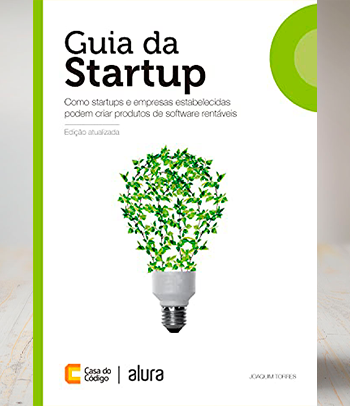 Guia da
Startup
Como startups e empresas estabelecidas
podem criar produtos de software rentáveis
Edição atualizada
Casa do
Código
alura
JOAQUIM TORRES